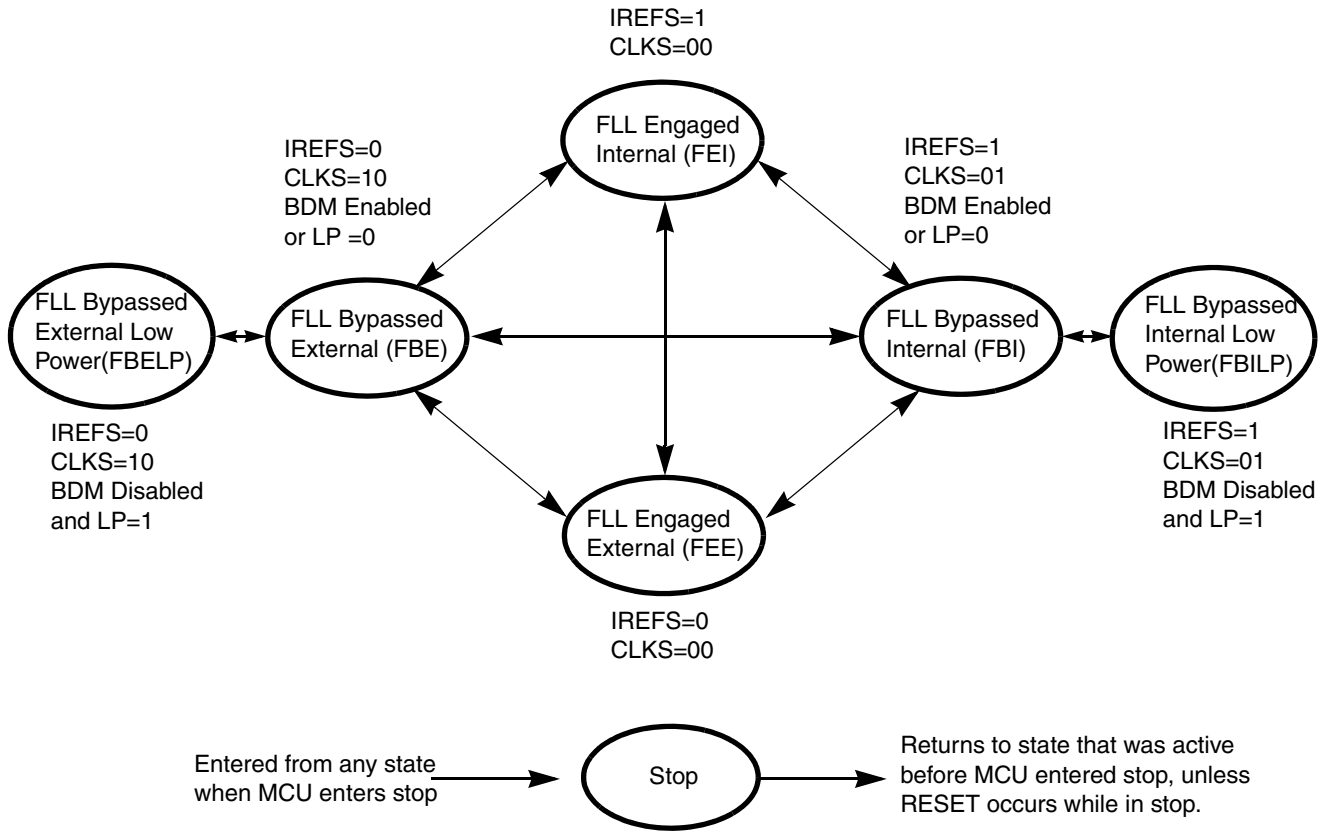 IREFS=1
CLKS=00
FLL Engaged
Internal (FEI)
IREFS=0
CLKS=10
BDM Enabled
or LP =0
IREFS=1
CLKS=01
BDM Enabled
or LP=0
FLL Bypassed
External Low
Power(FBELP)
FLL Bypassed
External (FBE)
FLL Bypassed
Internal (FBI)
FLL Bypassed
Internal Low
Power(FBILP)
IREFS=0
CLKS=10
BDM Disabled
and LP=1
IREFS=1
CLKS=01
BDM Disabled
and LP=1
FLL Engaged
External (FEE)
IREFS=0
CLKS=00
Entered from any state
when MCU enters stop
Stop
Returns to state that was active
before MCU entered stop, unless
RESET occurs while in stop.